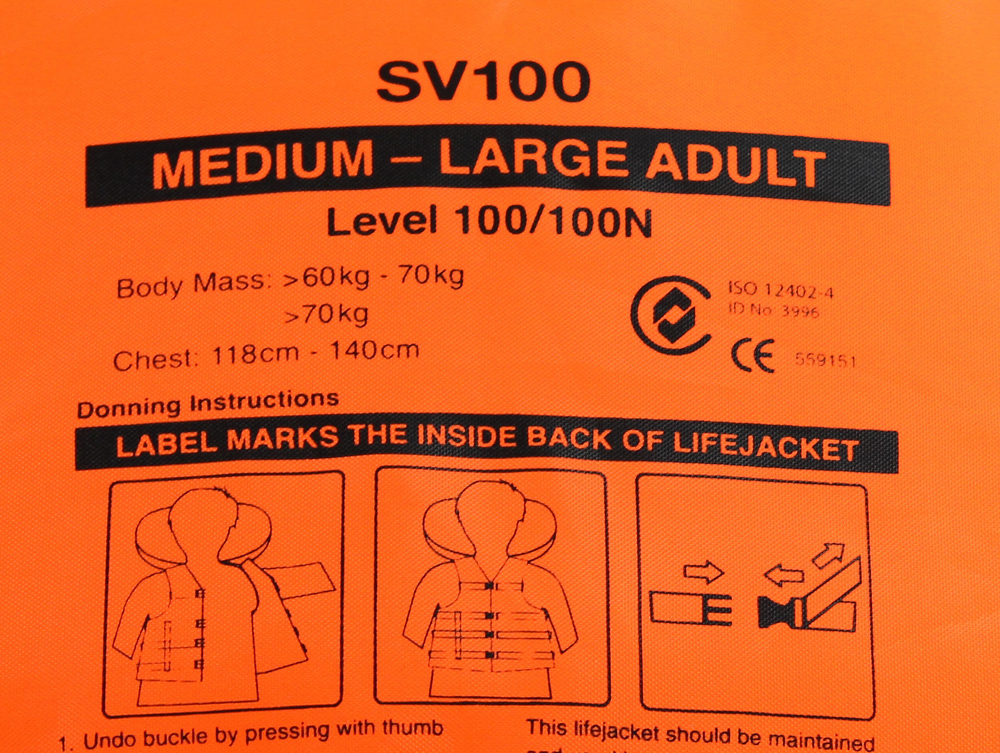 SV100
MEDIUM – LARGE ADULT
Level 100/100N
Body Mass: >60kg - 70kg
>70kg
Chest: 118cm - 140cm
ISO 12402-4
ID No: 3996
CE 559151
Donning Instructions
LABEL MARKS THE INSIDE BACK OF LIFEJACKET
1. Undo buckle by pressing with thumb
This lifejacket should be maintained